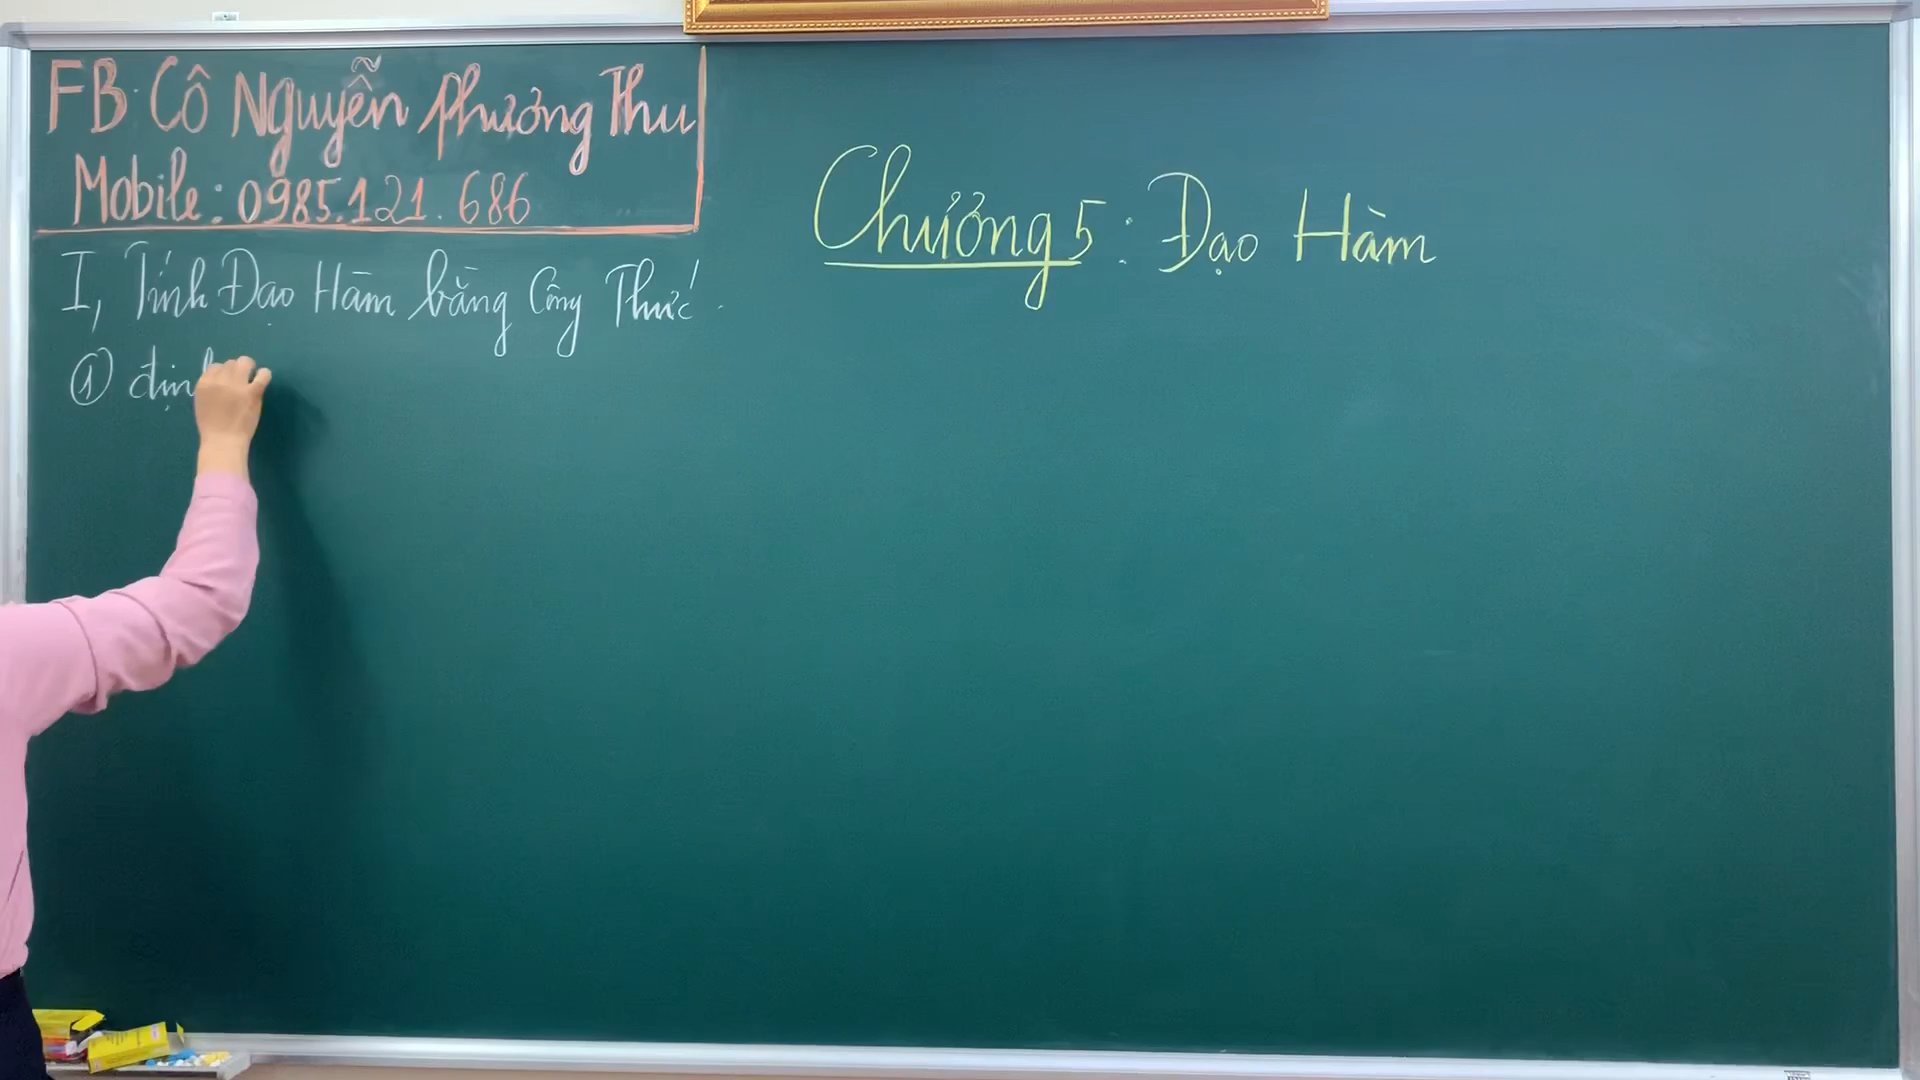 FB: Cô Nguyễn Phương Thu
Mobile: 0985.121.686
Chương 5: Đạo Hàm
I, Tính Đạo Hàm bằng Công Thức.
① định